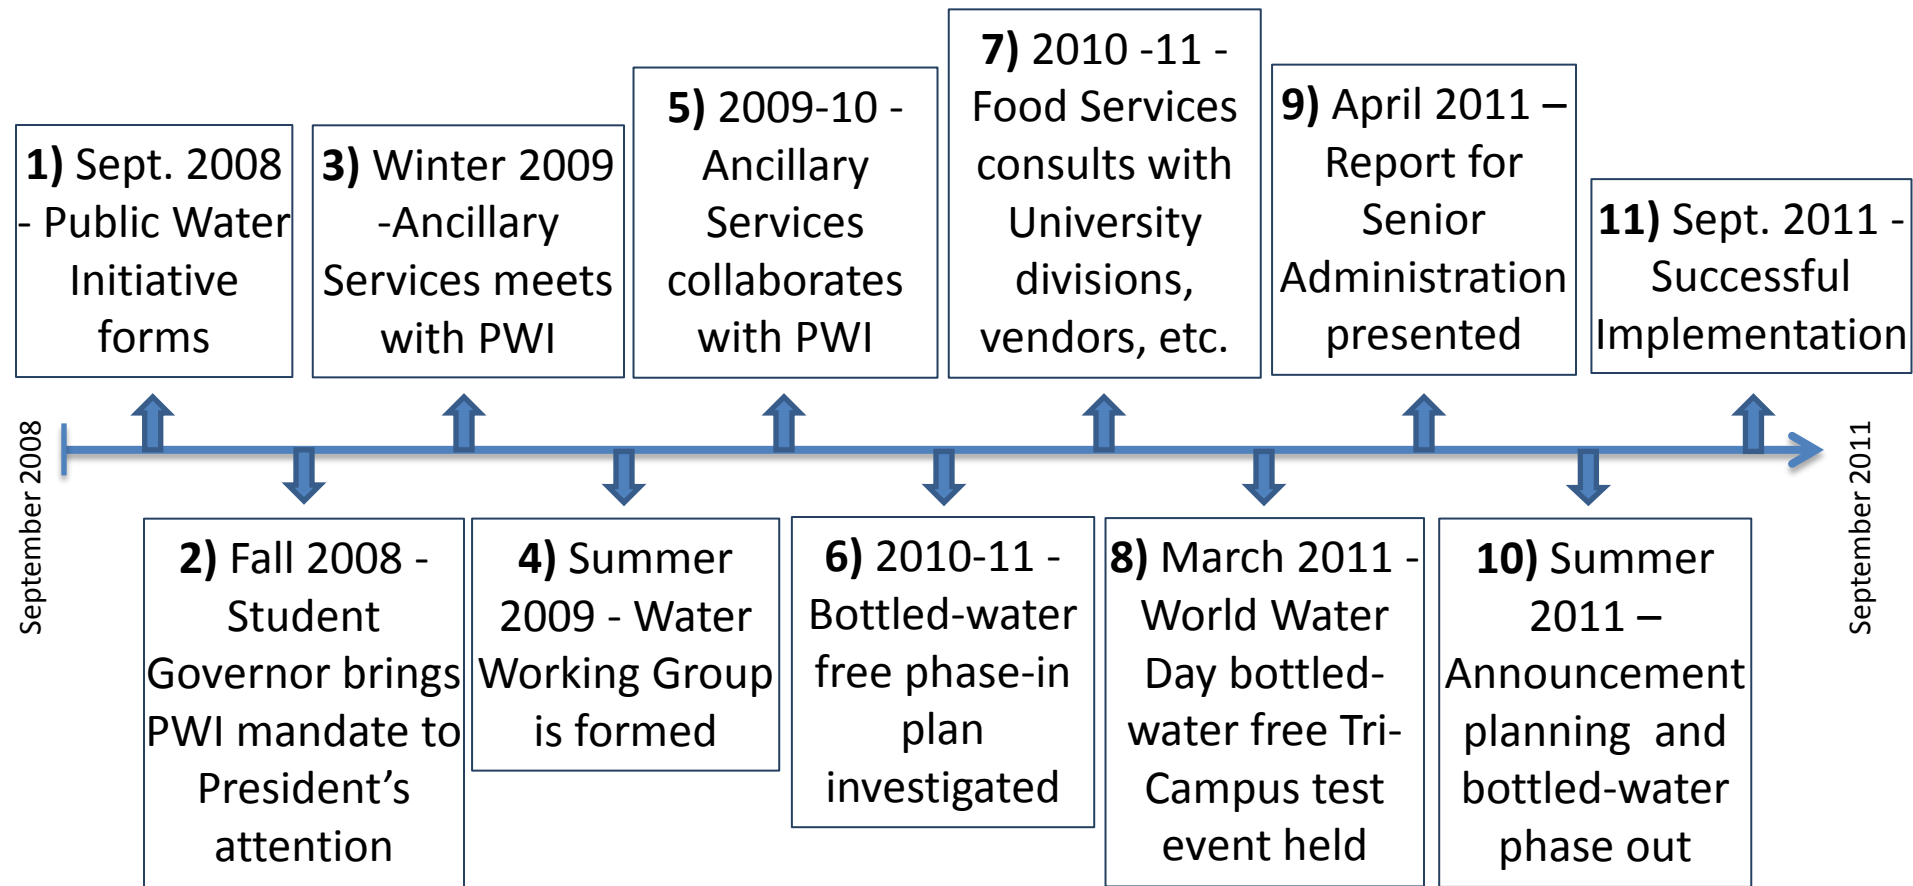 1) Sept. 2008
- Public Water
Initiative
forms
2) Fall 2008 -
Student
Governor brings
PWI mandate to
President’s
attention
3) Winter 2009
-Ancillary
Services meets
with PWI
4) Summer
2009 - Water
Working Group
is formed
5) 2009-10 -
Ancillary
Services
collaborates
with PWI
6) 2010-11 -
Bottled-water
free phase-in
plan
investigated
7) 2010 -11 -
Food Services
consults with
University
divisions,
vendors, etc.
8) March 2011 -
World Water
Day bottled-
water free Tri-
Campus test
event held
9) April 2011 –
Report for
Senior
Administration
presented
10) Summer
2011 –
Announcement
planning  and
bottled-water
phase out
11) Sept. 2011 -
Successful
Implementation
September 2008
September 2011